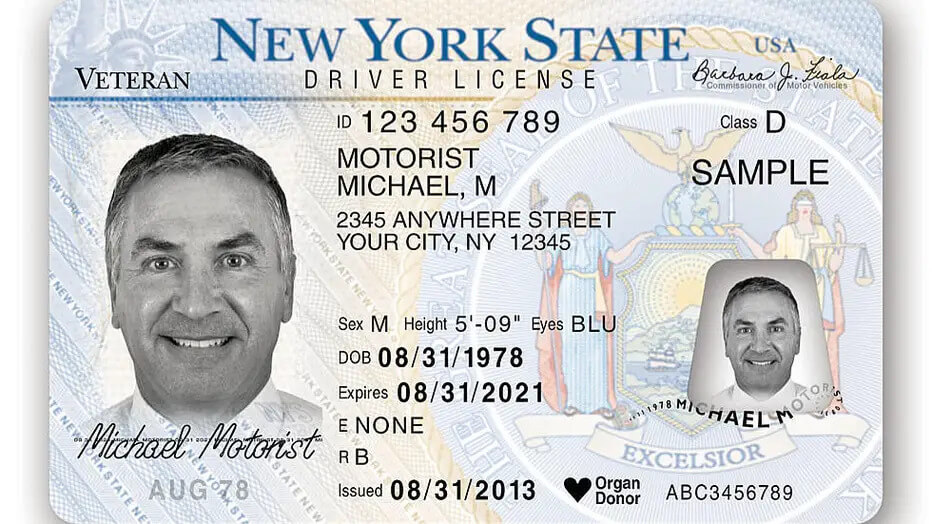 NEW YORK STATE
USA
VETERAN
DRIVER LICENSE
Barbara J. Fiala
Commissioner of Motor Vehicles
ID 123 456 789
Class D
MOTORIST
MICHAEL, M
SAMPLE
2345 ANYWHERE STREET
YOUR CITY, NY 12345
Sex M Height 5'-09" Eyes BLU
DOB 08/31/1978
Expires 08/31/2021
E NONE
R B
Issued 08/31/2013
Organ
Donor
ABC3456789
Michael Motorist
AUG 78
MICHAEL MOTORIST
EXCELSIOR